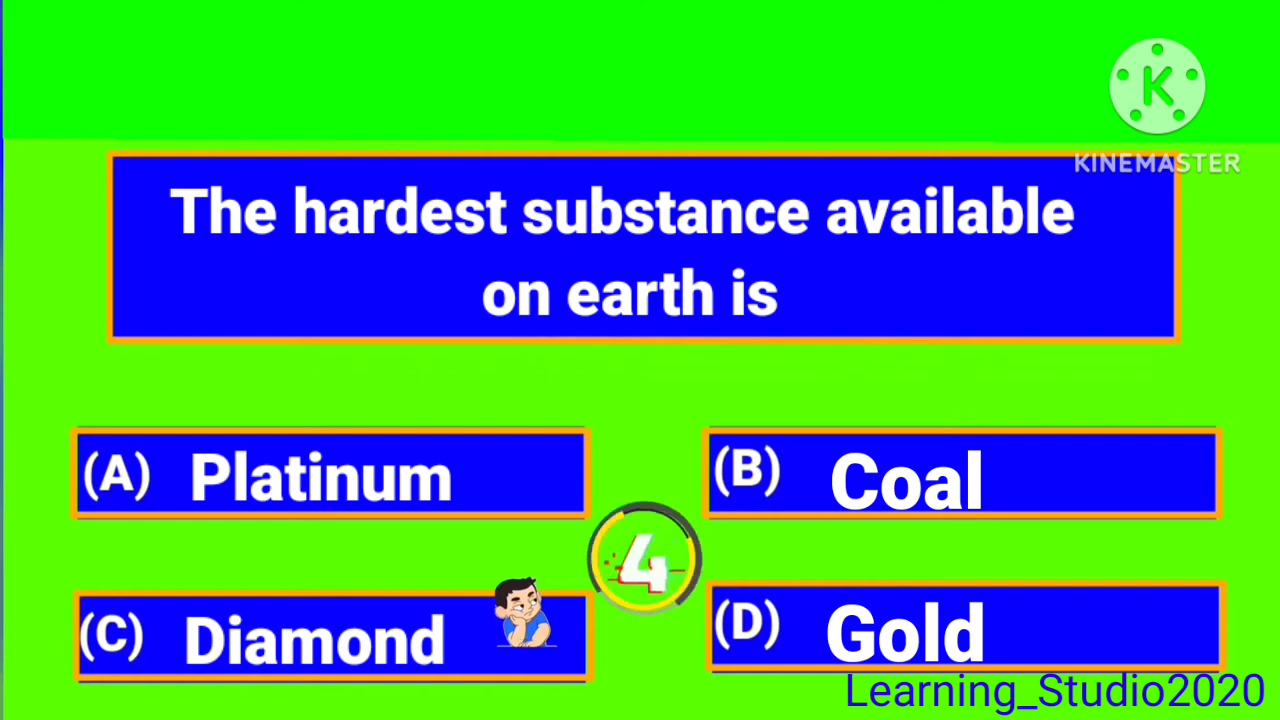 K
KINEMASTER
The hardest substance available
on earth is
(A) Platinum
(B) Coal
4
(C) Diamond
(D) Gold
Learning_Studio2020